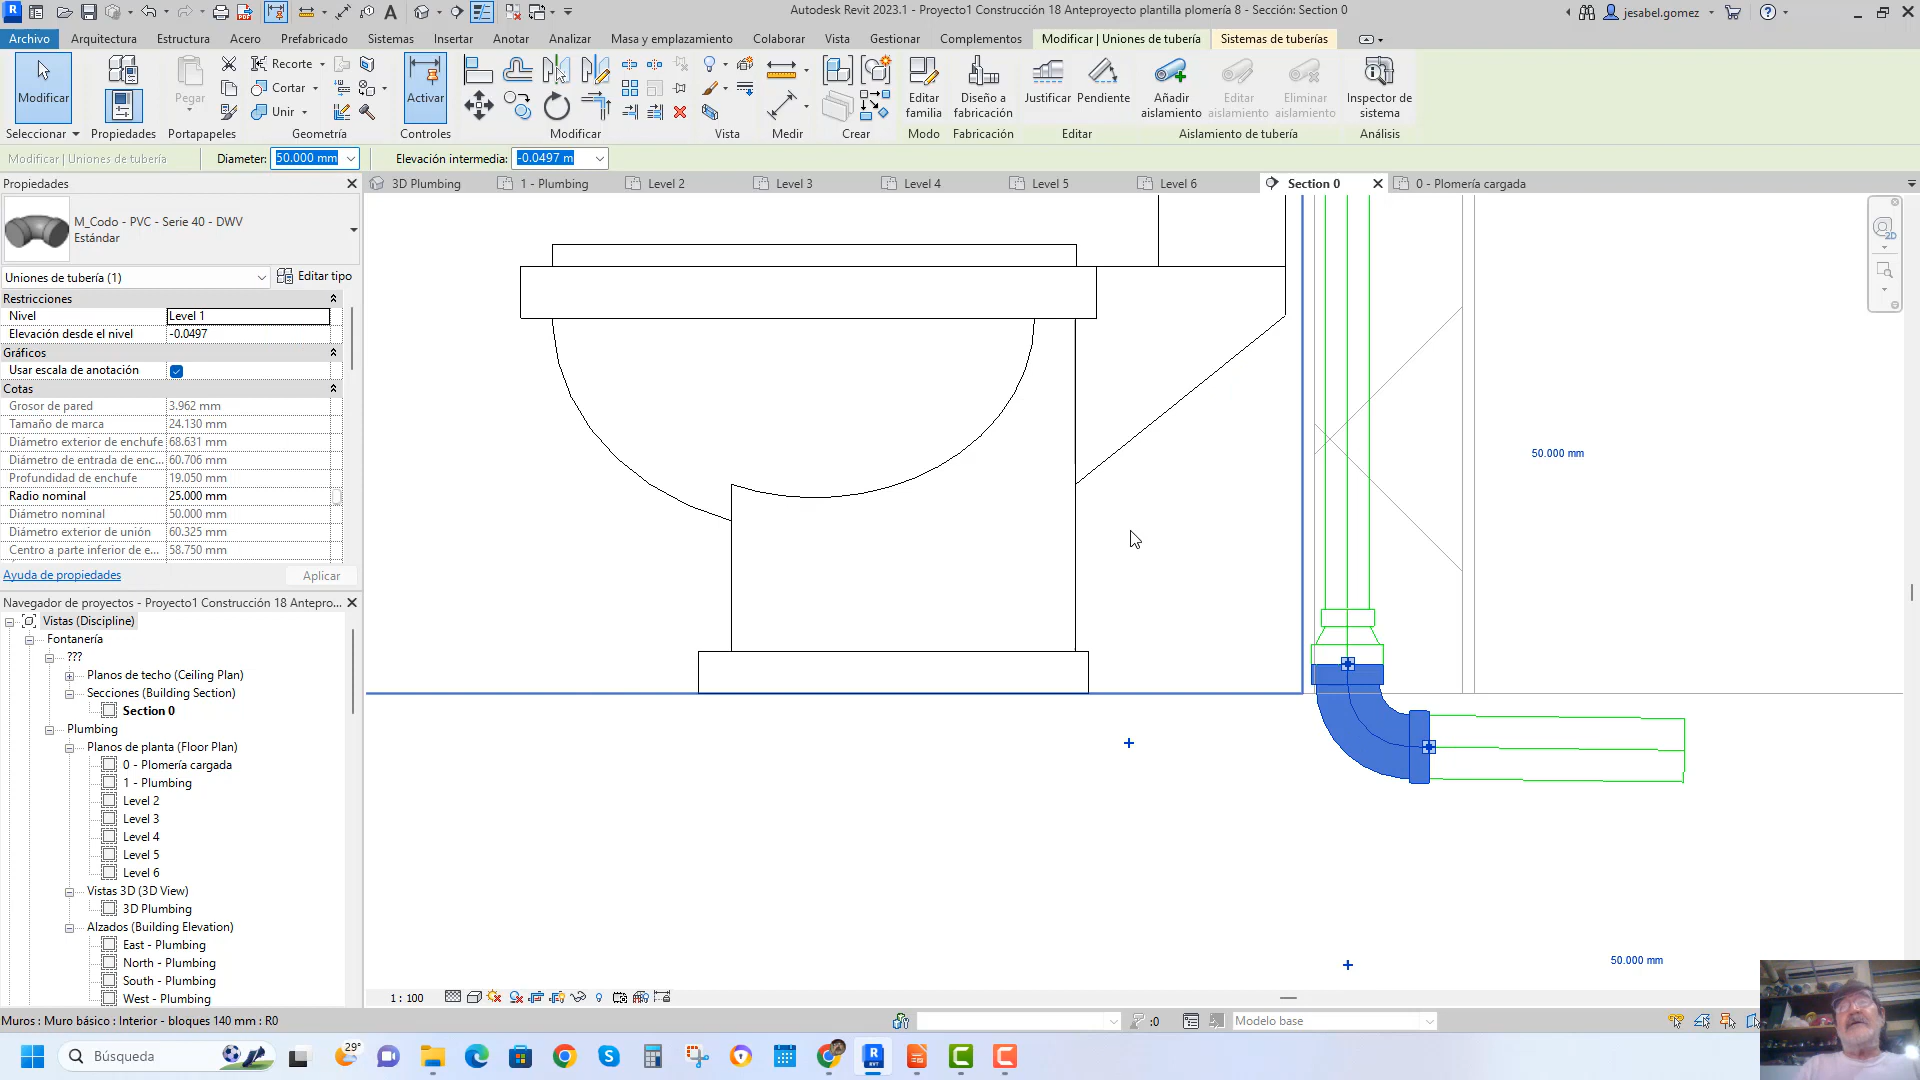 Autodesk Revit 2023.1 - Proyecto1 Construcción 18 Anteproyecto plantilla plomería 8 - Sección: Section 0
jesabel.gomez
Archivo Arquitectura Estructura Acero Prefabricado Sistemas Insertar Anotar Analizar Masa y emplazamiento Colaborar Vista Gestionar Complementos Modificar | Uniones de tubería Sistemas de tuberías
Modificar
Pegar
Recorte
Cortar
Unir
Activar
Editar familia
Diseño a fabricación
Justificar Pendiente
Añadir aislamiento
Editar aislamiento
Eliminar aislamiento
Inspector de sistema
Seleccionar Propiedades Portapapeles Geometría Controles Modificar Vista Medir Crear Modo Fabricación Editar Aislamiento de tubería Análisis
Modificar | Uniones de tubería Diameter: 50.000 mm Elevación intermedia: -0.0497 m
Propiedades
3D Plumbing 1 - Plumbing Level 2 Level 3 Level 4 Level 5 Level 6 Section 0 0 - Plomería cargada
M_Codo - PVC - Serie 40 - DWV
Estándar
Uniones de tubería (1) Editar tipo
Restricciones
Nivel Level 1
Elevación desde el nivel -0.0497
Gráficos
Usar escala de anotación
Cotas
Grosor de pared 3.962 mm
Tamaño de marca 24.130 mm
Diámetro exterior de enchufe 68.631 mm
Diámetro de entrada de enc... 60.706 mm
Profundidad de enchufe 19.050 mm
Radio nominal 25.000 mm
Diámetro nominal 50.000 mm
Diámetro exterior de unión 60.325 mm
Centro a parte inferior de e... 58.750 mm
Ayuda de propiedades Aplicar
50.000 mm
50.000 mm
2D
Navegador de proyectos - Proyecto1 Construcción 18 Antepro...
Vistas (Discipline)
Fontanería
???
Planos de techo (Ceiling Plan)
Secciones (Building Section)
Section 0
Plumbing
Planos de planta (Floor Plan)
0 - Plomería cargada
1 - Plumbing
Level 2
Level 3
Level 4
Level 5
Level 6
Vistas 3D (3D View)
3D Plumbing
Alzados (Building Elevation)
East - Plumbing
North - Plumbing
South - Plumbing
West - Plumbing
1 : 100
Muros : Muro básico : Interior - bloques 140 mm : R0
:0
Modelo base
Búsqueda
29°